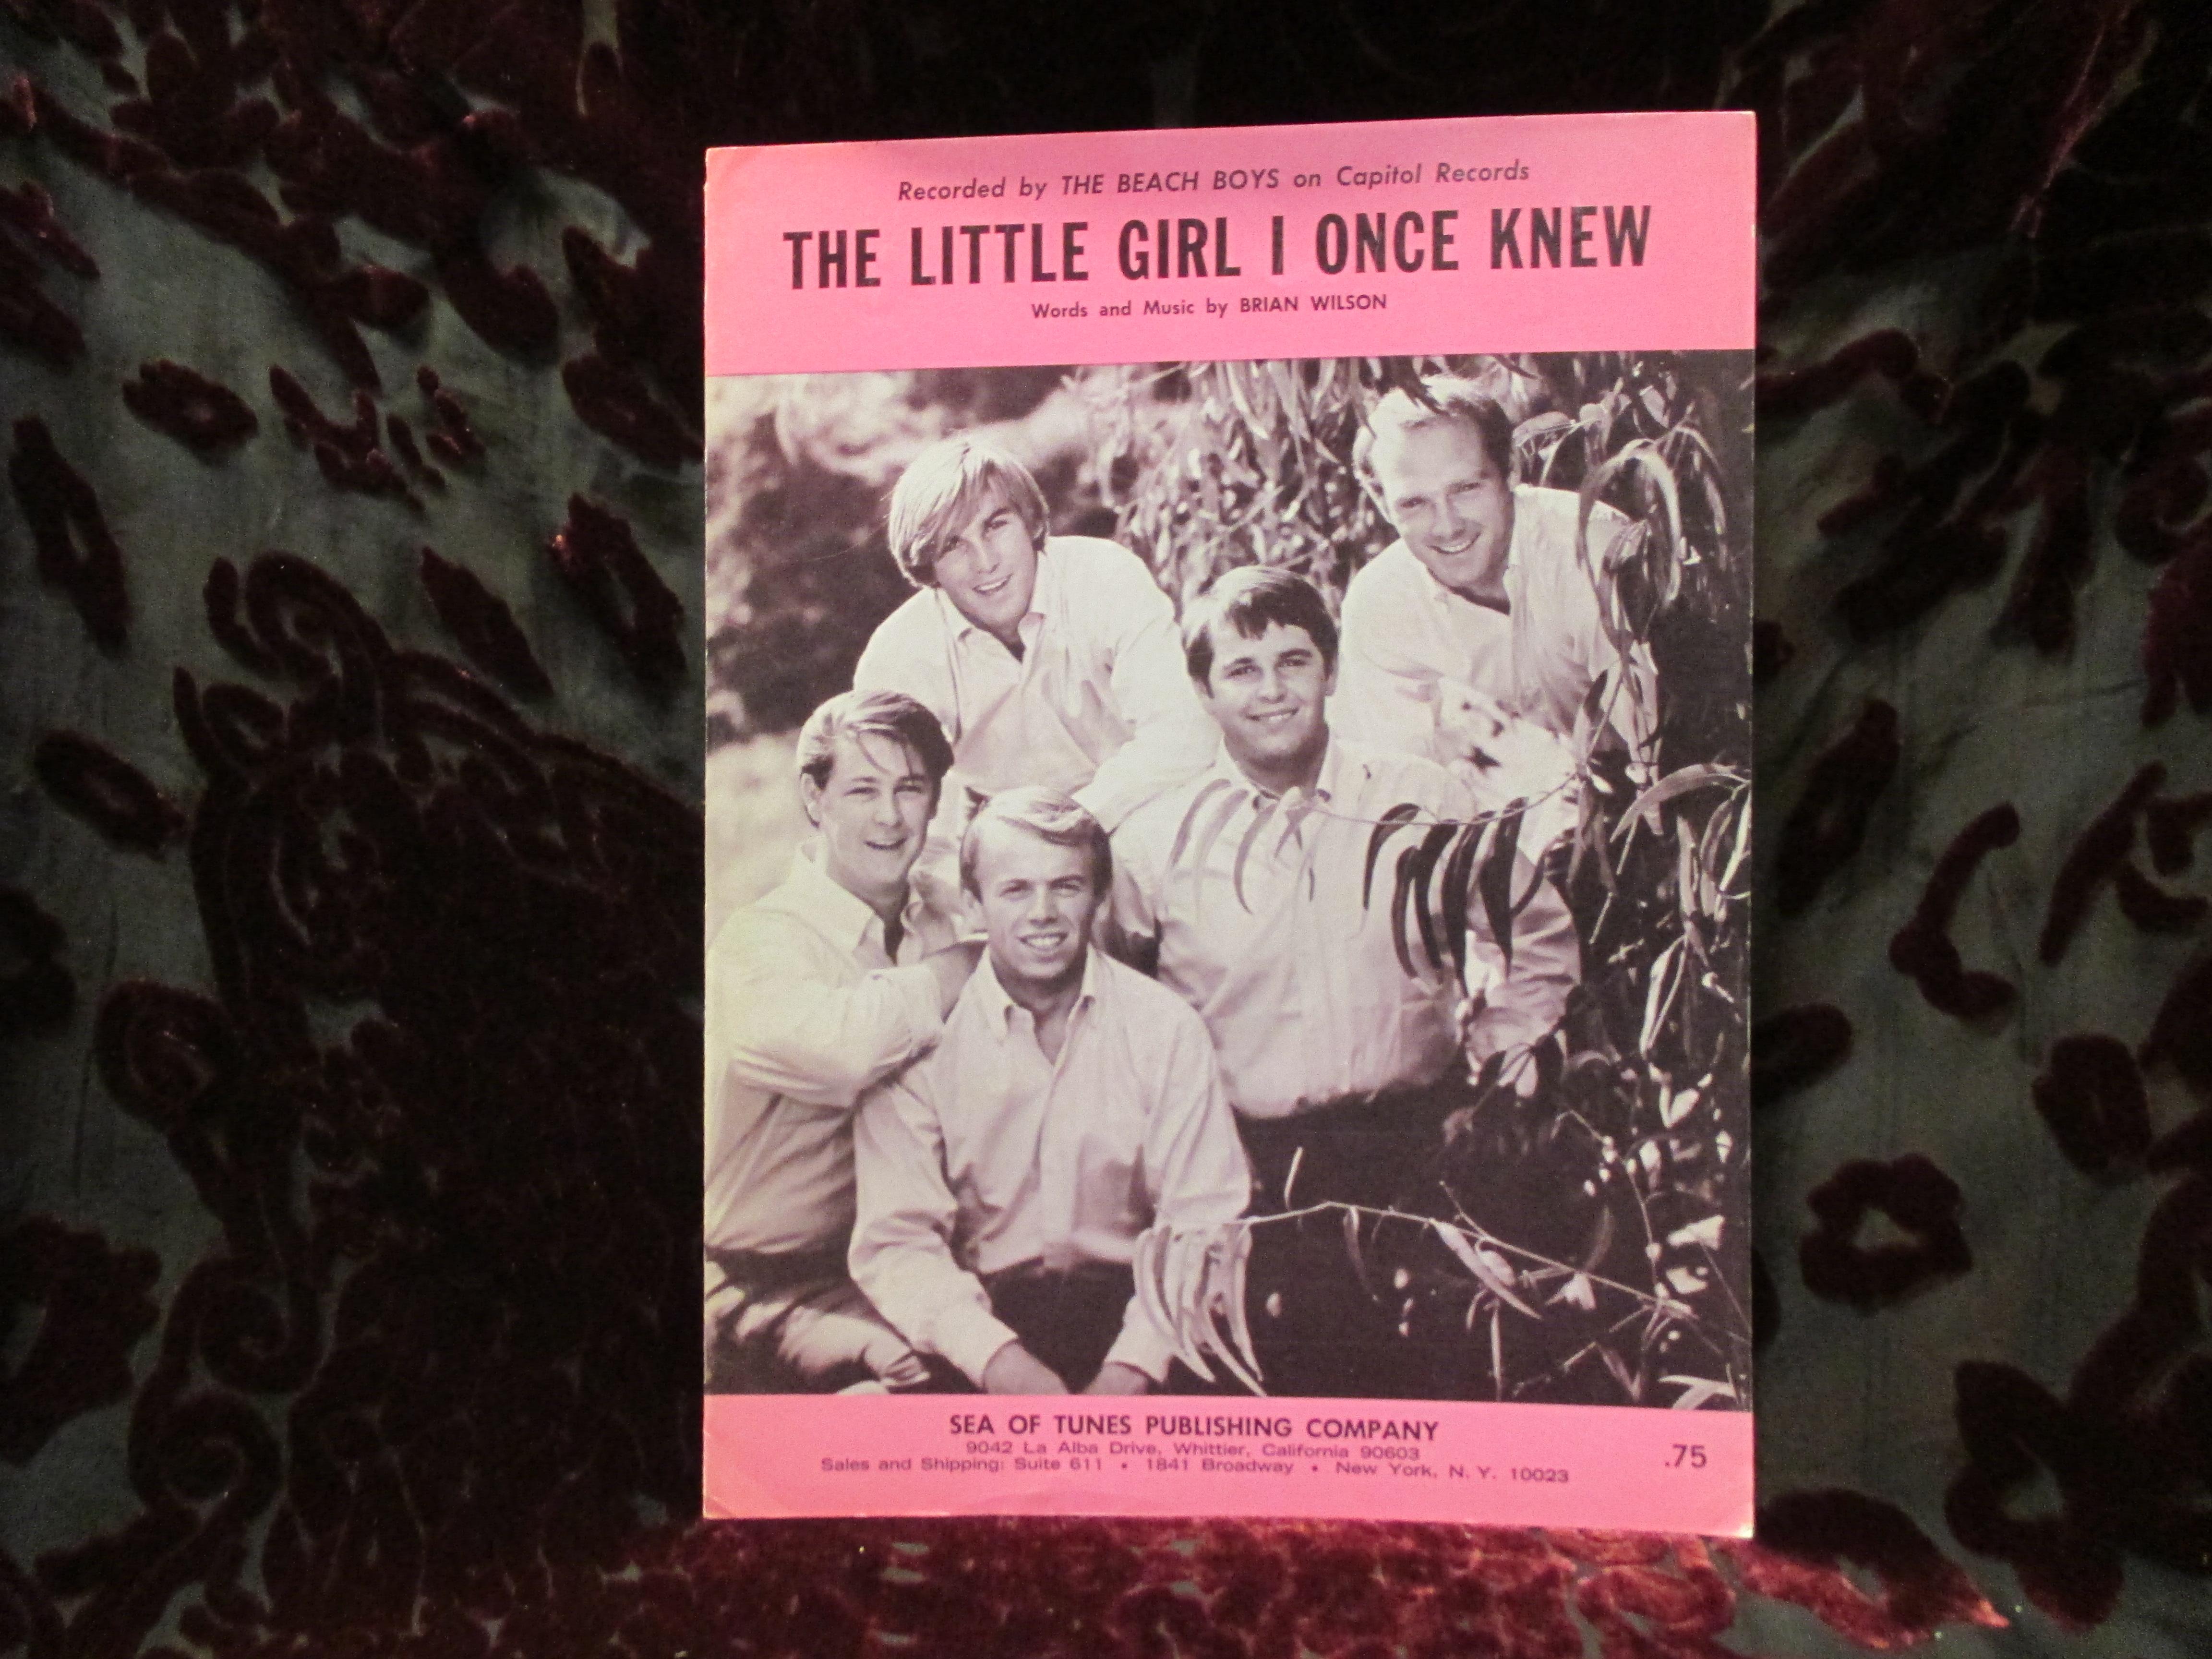 Recorded by THE BEACH BOYS on Capitol Records
THE LITTLE GIRL I ONCE KNEW
Words and Music by BRIAN WILSON
SEA OF TUNES PUBLISHING COMPANY
9042 La Alba Drive, Whittier, California 90603
Sales and Shipping: Suite 611 • 1841 Broadway • New York, N. Y. 10023
.75